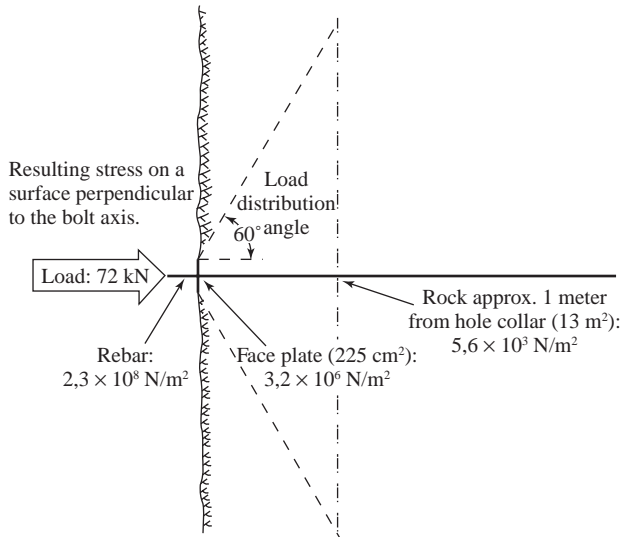 Resulting stress on a
surface perpendicular
to the bolt axis.
Load
distribution
angle
60°
Load: 72 kN
Rebar:
2,3 × 10⁸ N/m²
Face plate (225 cm²):
3,2 × 10⁶ N/m²
Rock approx. 1 meter
from hole collar (13 m²):
5,6 × 10³ N/m²